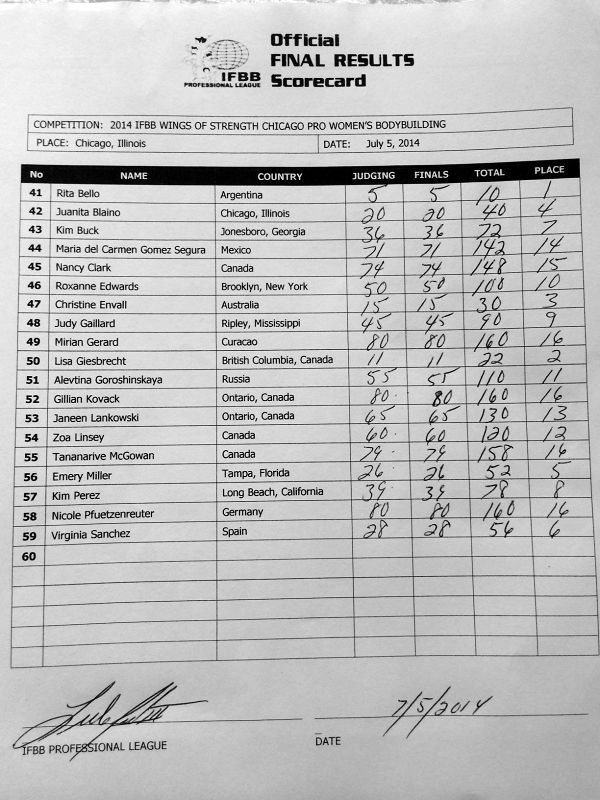 Official
FINAL RESULTS
Scorecard
IFBB
PROFESSIONAL LEAGUE
COMPETITION: 2014 IFBB WINGS OF STRENGTH CHICAGO PRO WOMEN'S BODYBUILDING
PLACE: Chicago, Illinois DATE: July 5, 2014
No NAME COUNTRY JUDGING FINALS TOTAL PLACE
41 Rita Bello Argentina 5 5 10 1
42 Juanita Blaino Chicago, Illinois 20 20 40 4
43 Kim Buck Jonesboro, Georgia 36 36 72 7
44 Maria del Carmen Gomez Segura Mexico 71 71 142 14
45 Nancy Clark Canada 74 74 148 15
46 Roxanne Edwards Brooklyn, New York 50 50 100 10
47 Christine Envall Australia 15 15 30 3
48 Judy Gaillard Ripley, Mississippi 45 45 90 9
49 Mirian Gerard Curacao 80 80 160 16
50 Lisa Giesbrecht British Columbia, Canada 11 11 22 2
51 Alevtina Goroshinskaya Russia 55 55 110 11
52 Gillian Kovack Ontario, Canada 80 80 160 16
53 Janeen Lankowski Ontario, Canada 65 65 130 13
54 Zoa Linsey Canada 60 60 120 12
55 Tananarive McGowan Canada 79 79 158 16
56 Emery Miller Tampa, Florida 26 26 52 5
57 Kim Perez Long Beach, California 39 39 78 8
58 Nicole Pfuetzenreuter Germany 80 80 160 16
59 Virginia Sanchez Spain 28 28 56 6
60
7/5/2014
IFBB PROFESSIONAL LEAGUE DATE